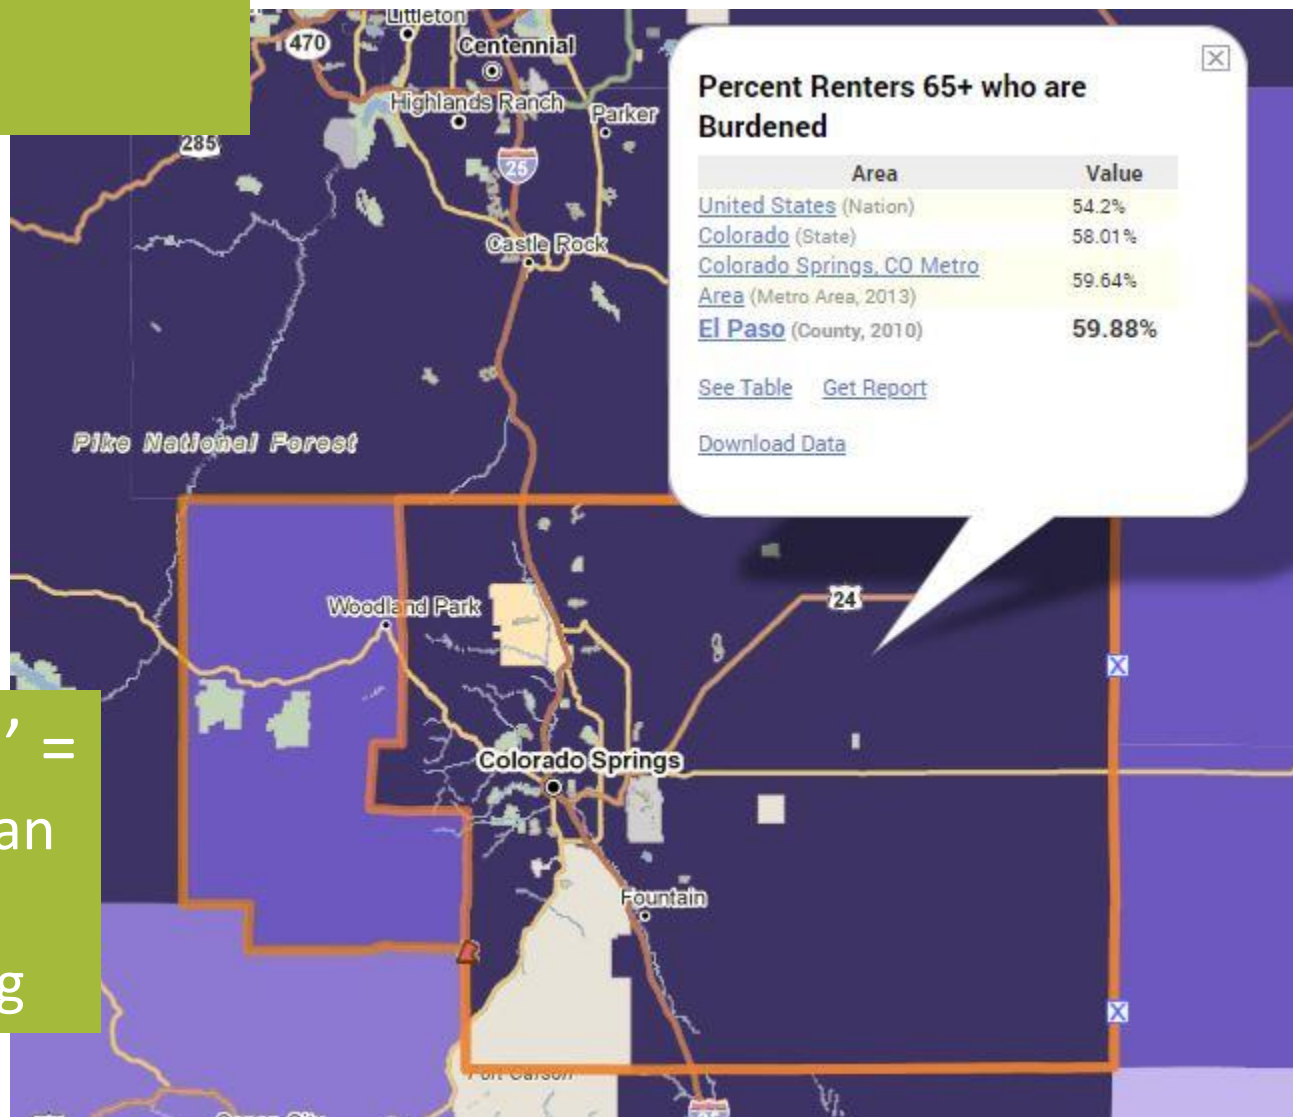 Littleton
470
Centennial
Highlands Ranch
Parker
285
25
Castle Rock
Percent Renters 65+ who are
Burdened
Area Value
United States (Nation) 54.2%
Colorado (State) 58.01%
Colorado Springs, CO Metro
Area (Metro Area, 2013) 59.64%
El Paso (County, 2010) 59.88%
See Table Get Report
Download Data
Pike National Forest
Woodland Park
24
’ =
an
g
Colorado Springs
Fountain
Fort Carson
25